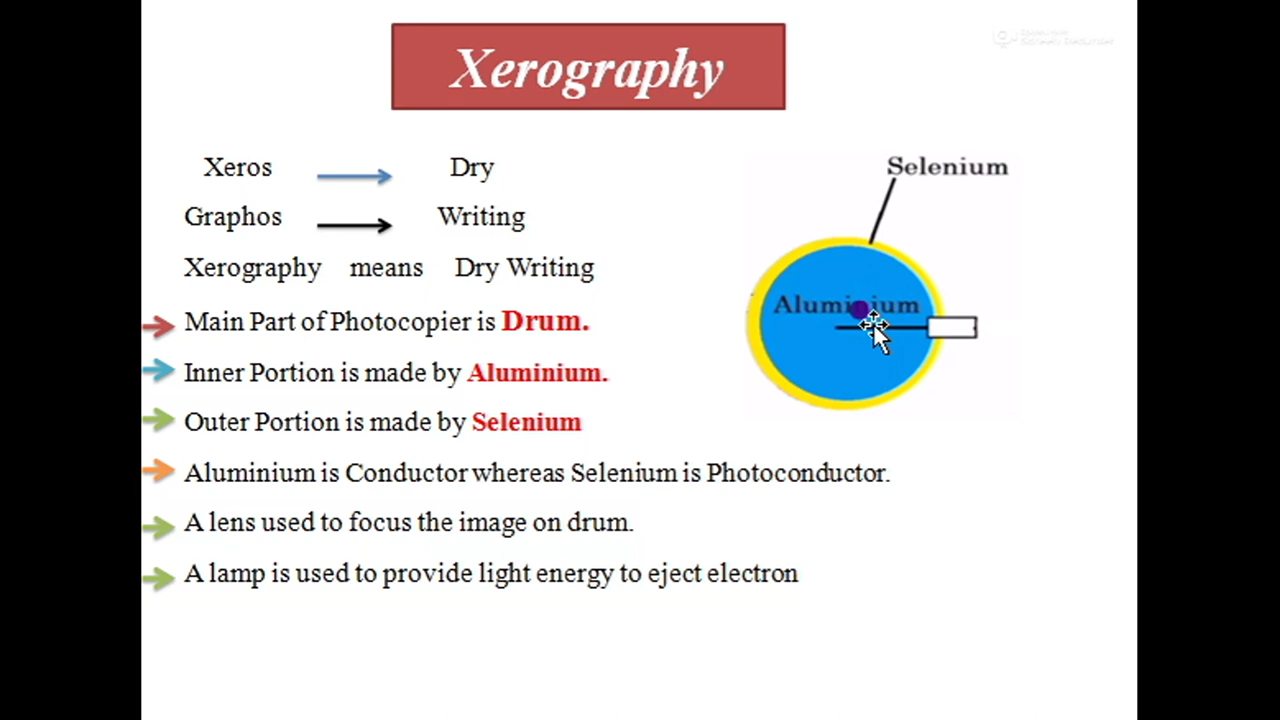 Xerography
Xeros Dry
Graphos Writing
Xerography means Dry Writing
Main Part of Photocopier is Drum.
Inner Portion is made by Aluminium.
Outer Portion is made by Selenium
Aluminium is Conductor whereas Selenium is Photoconductor.
A lens used to focus the image on drum.
A lamp is used to provide light energy to eject electron
Selenium
Aluminium